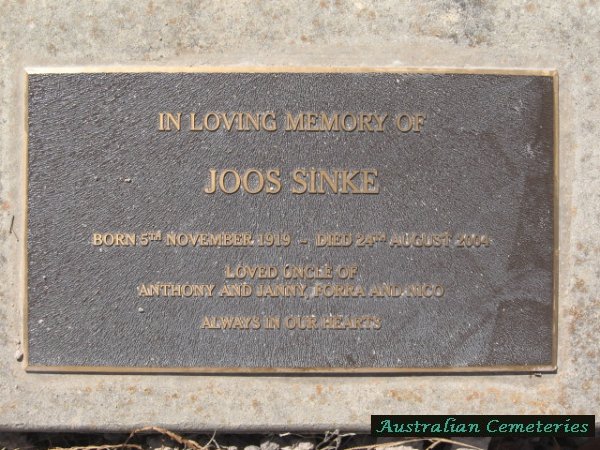 IN LOVING MEMORY OF
JOOS SINKE
BORN 5TH NOVEMBER 1919 ~ DIED 24TH AUGUST 2004
LOVED UNCLE OF
ANTHONY AND JANNY, AND NICO
ALWAYS IN OUR HEARTS
Australian Cemeteries